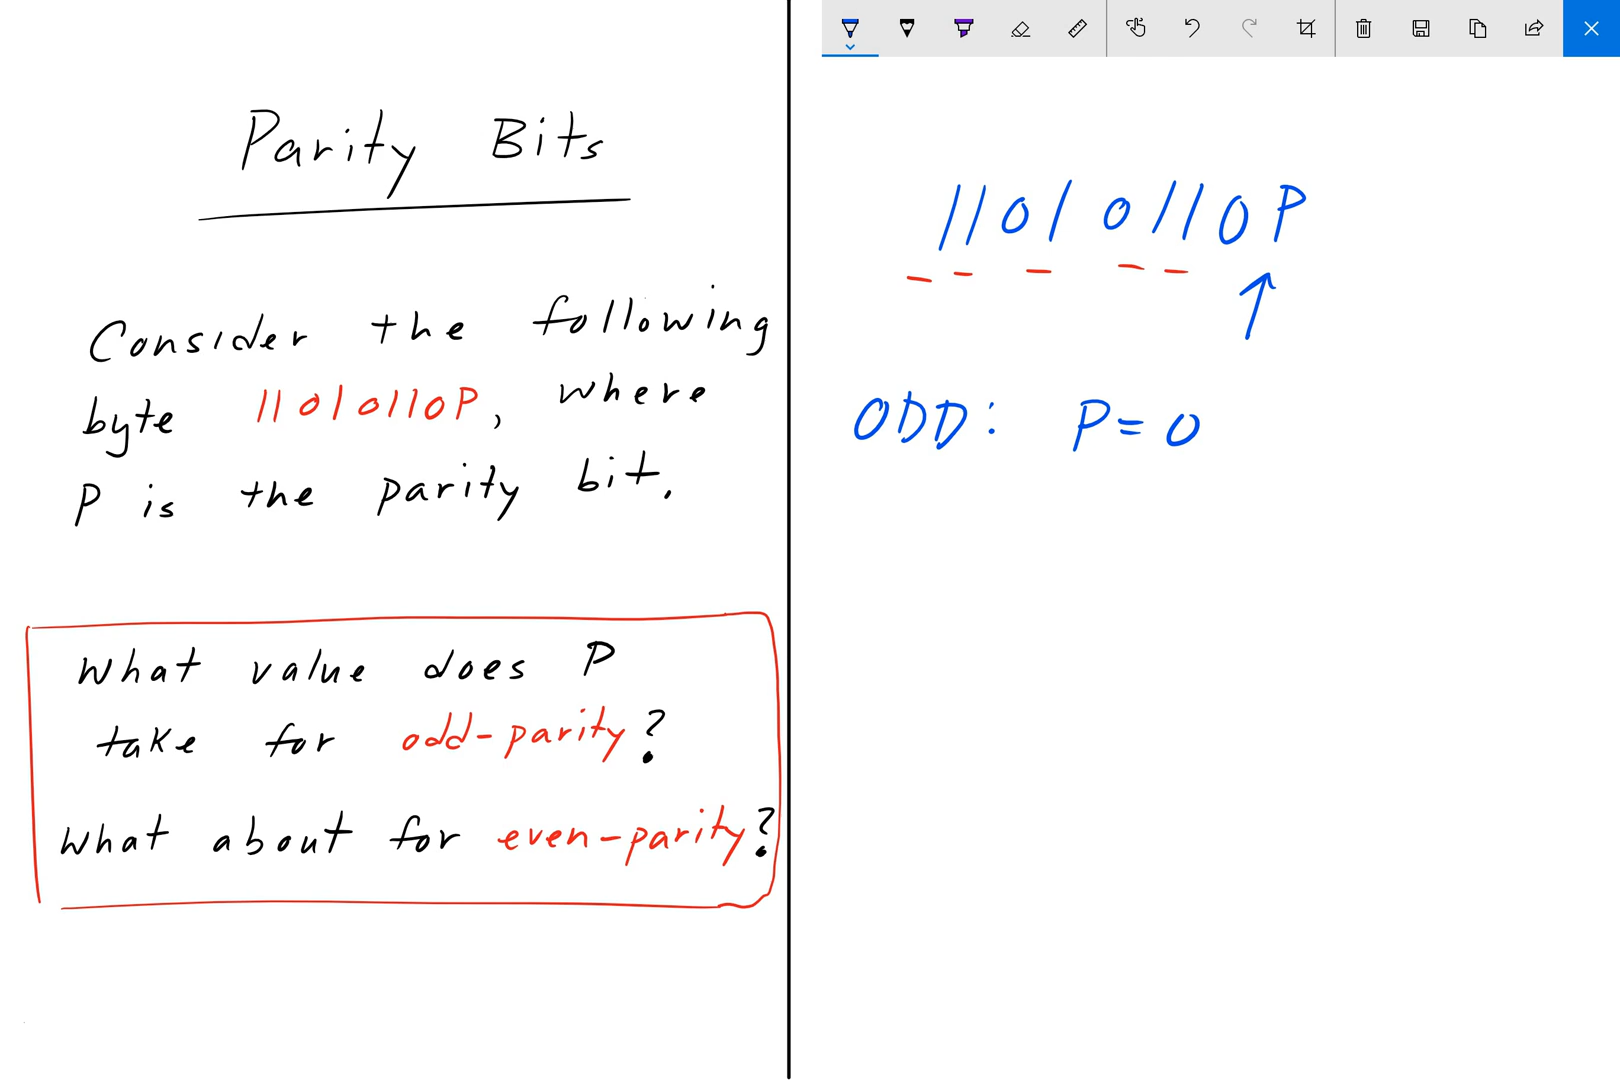 Parity Bits
Consider the following
byte 11010110P, where
P is the parity bit.
What value does P
take for odd-parity?
What about for even-parity?
11010110P
ODD: P=0